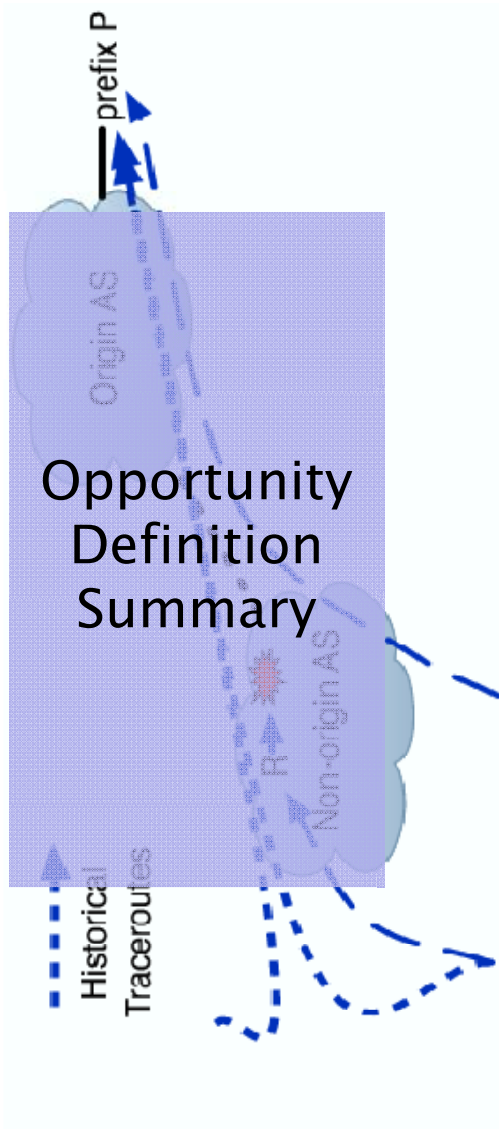 prefix P
Origin AS
Opportunity
Definition
Summary
R
Non-origin AS
Historical
Traceroutes